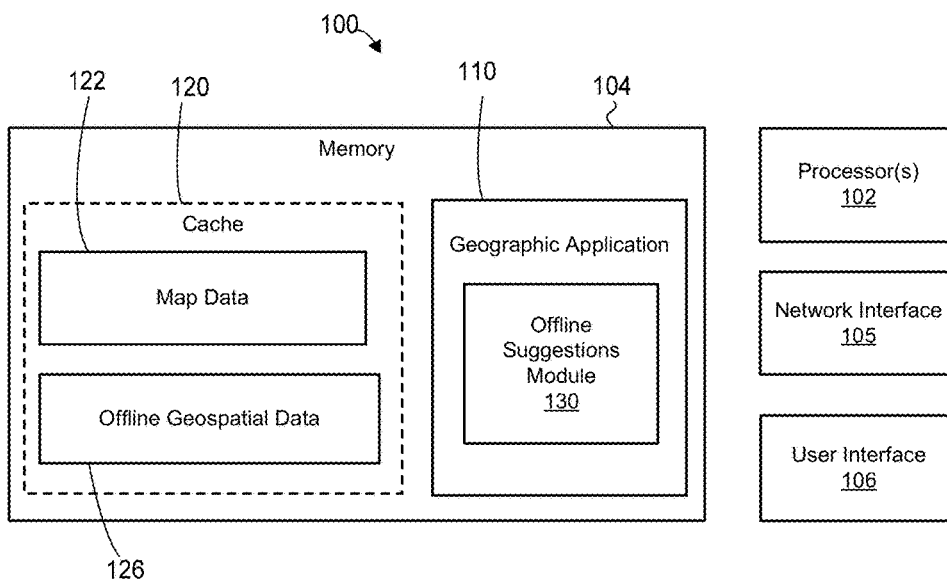 100
122
120
110
104
Memory
Cache
Map Data
Offline Geospatial Data
126
Geographic Application
Offline
Suggestions
Module
130
Processor(s)
102
Network Interface
105
User Interface
106